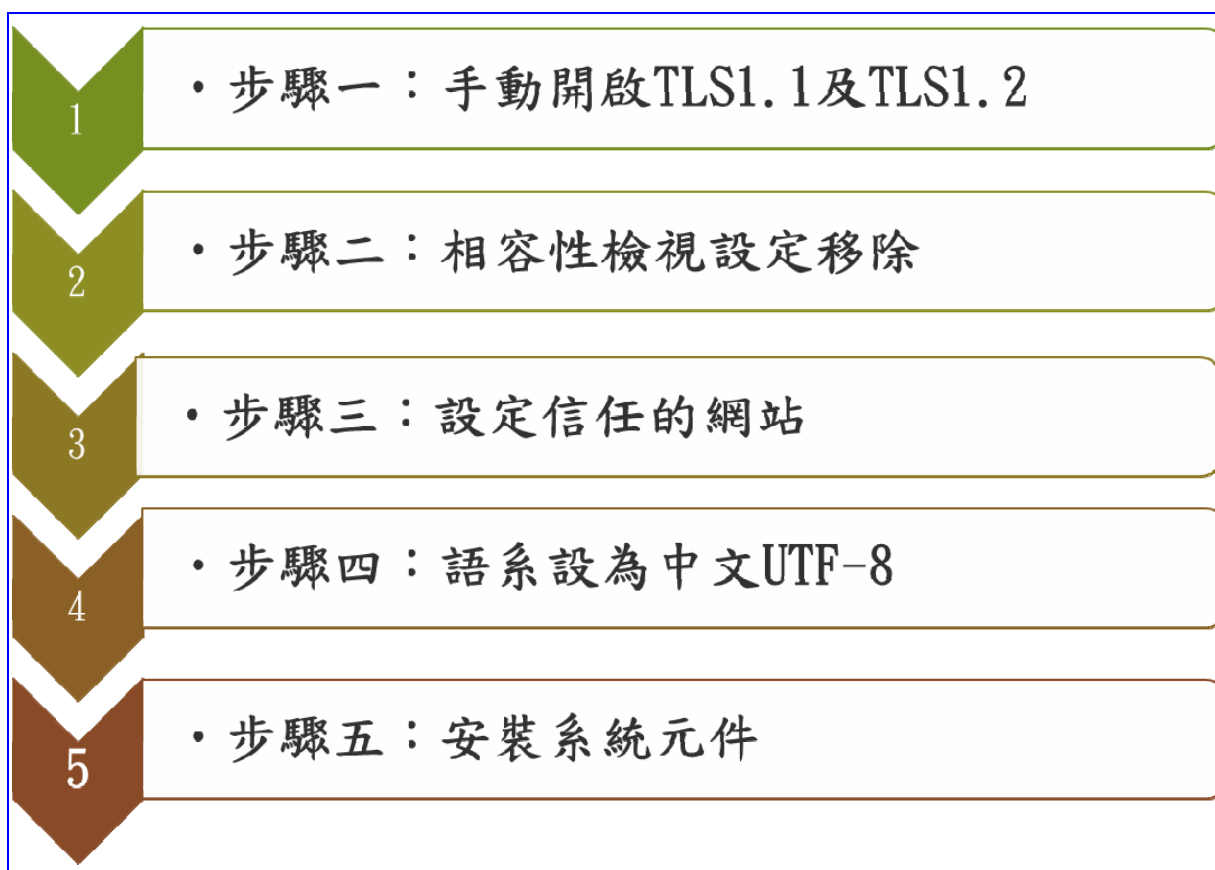 1
・步驟一：手動開啟TLS1.1及TLS1.2
2
・步驟二：相容性檢視設定移除
3
・步驟三：設定信任的網站
4
・步驟四：語系設為中文UTF-8
5
・步驟五：安裝系統元件